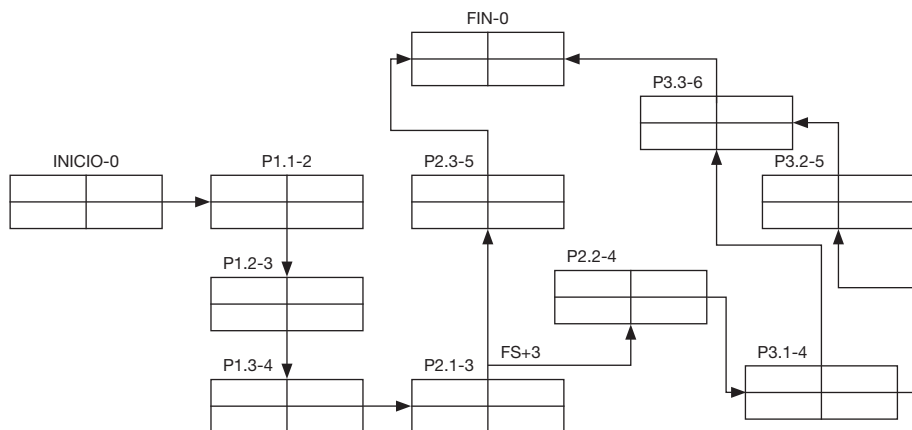 FIN-0
P3.3-6
INICIO-0
P1.1-2
P2.3-5
P3.2-5
P1.2-3
P2.2-4
P1.3-4
P2.1-3
FS+3
P3.1-4